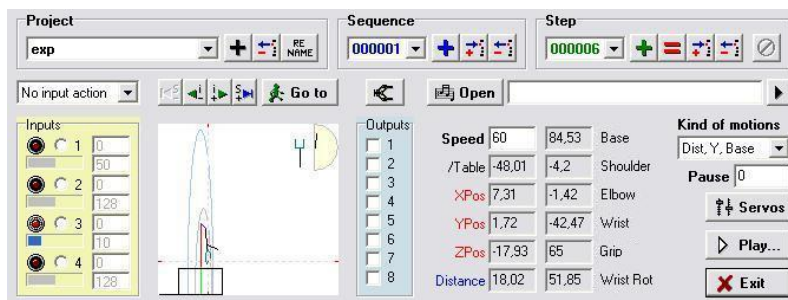 Project
Sequence
Step
exp
RE NAME
000001
000006
No input action
Go to
Open
Inputs
1 0
50
2 0
128
3 0
10
4 0
128
Outputs
1
2
3
4
5
6
7
8
Speed 60 84,53 Base
/Table -48,01 -4,2 Shoulder
XPos 7,31 -1,42 Elbow
YPos 1,72 -42,47 Wrist
ZPos -17,93 65 Grip
Distance 18,02 51,85 Wrist Rot
Kind of motions
Dist, Y, Base
Pause 0
Servos
Play...
Exit